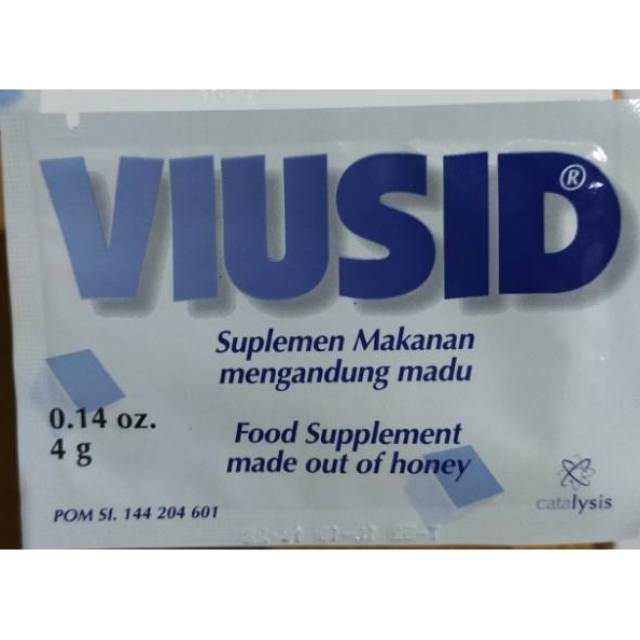 VIUSID®
Suplemen Makanan
mengandung madu
0.14 oz.
4 g
Food Supplement
made out of honey
catalysis
POM SI. 144 204 601